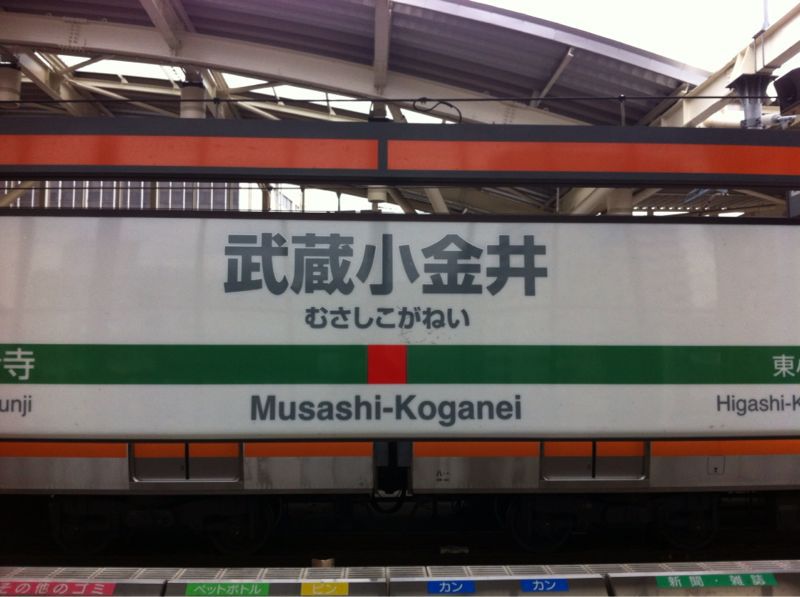 武蔵小金井
むさしこがねい
寺
東
unji
Musashi-Koganei
Higashi-K
その他のゴミ
ペットボトル
ビン
カン
カン
新聞・雑誌